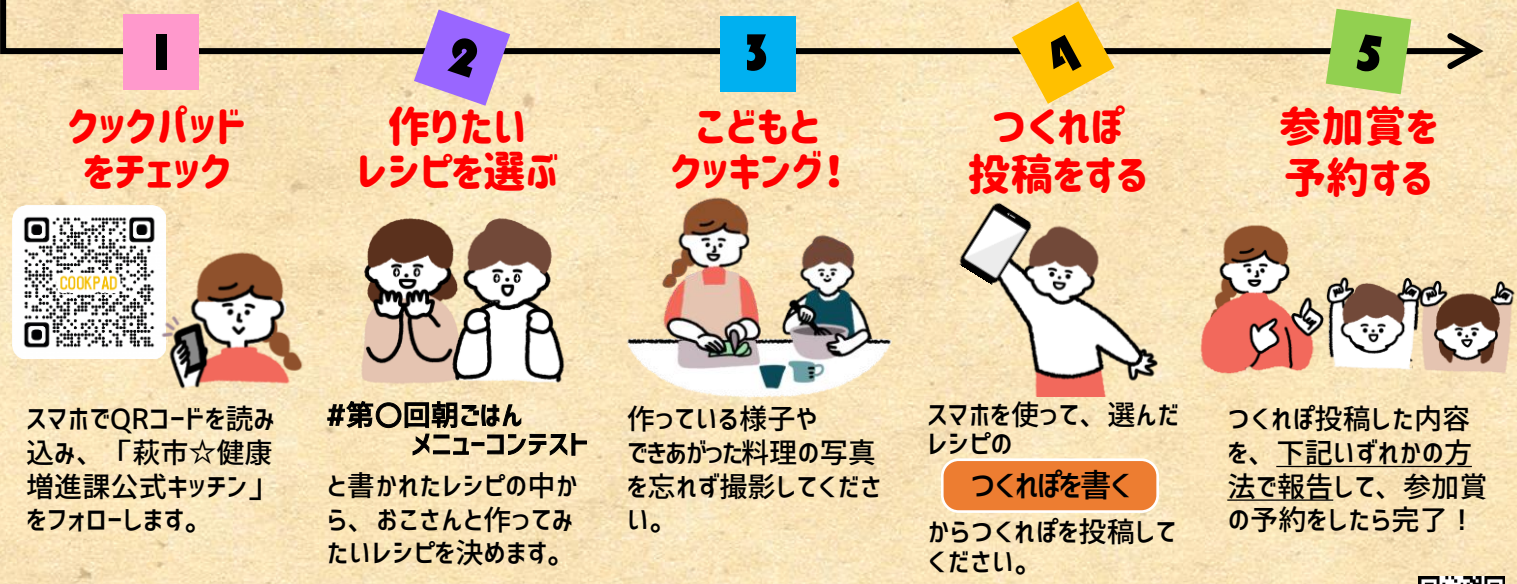 1
クックパッド
をチェック
COOKPAD
スマホでQRコードを読み
込み、「萩市☆健康
増進課公式キッチン」
をフォローします。
2
作りたい
レシピを選ぶ
#第〇回朝ごはん
メニューコンテスト
と書かれたレシピの中か
ら、おこさんと作ってみ
たいレシピを決めます。
3
こどもと
クッキング！
作っている様子や
できあがった料理の写真
を忘れず撮影してくださ
い。
4
つくれぽ
投稿をする
スマホを使って、選んだ
レシピの
つくれぽを書く
からつくれぽを投稿して
ください。
5
参加賞を
予約する
つくれぽ投稿した内容
を、下記いずれかの方
法で報告して、参加賞
の予約をしたら完了！